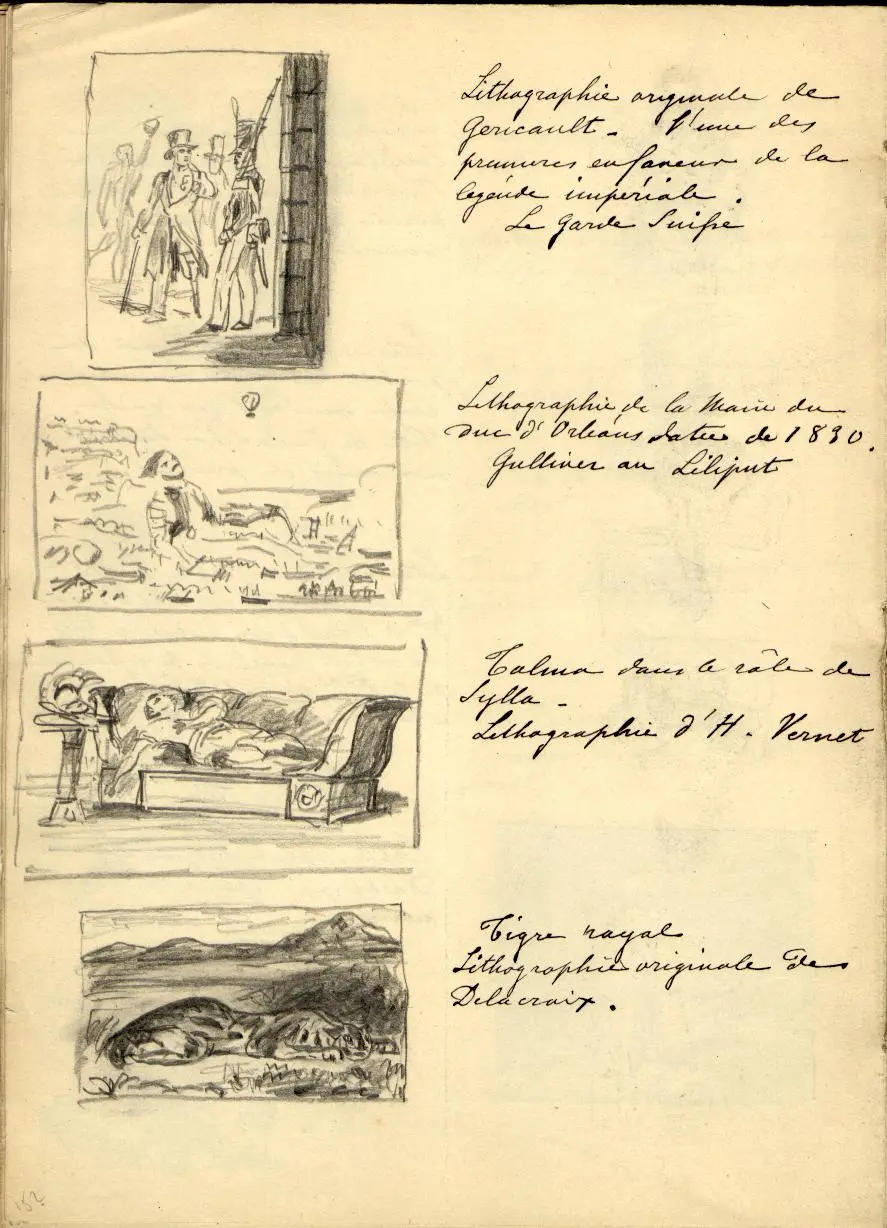 Lithographie originale de
Gericault - l'une des
premieres en faveur de la
légende impériale.
Le Garde Suisse
Lithographie de la Main du
Duc d'Orléans datée de 1830.
Gulliver au Liliput
Talma dans le rôle de
Sylla -
Lithographie d'H. Vernet
Tigre royal
Lithographie originale de
Delacroix.
152